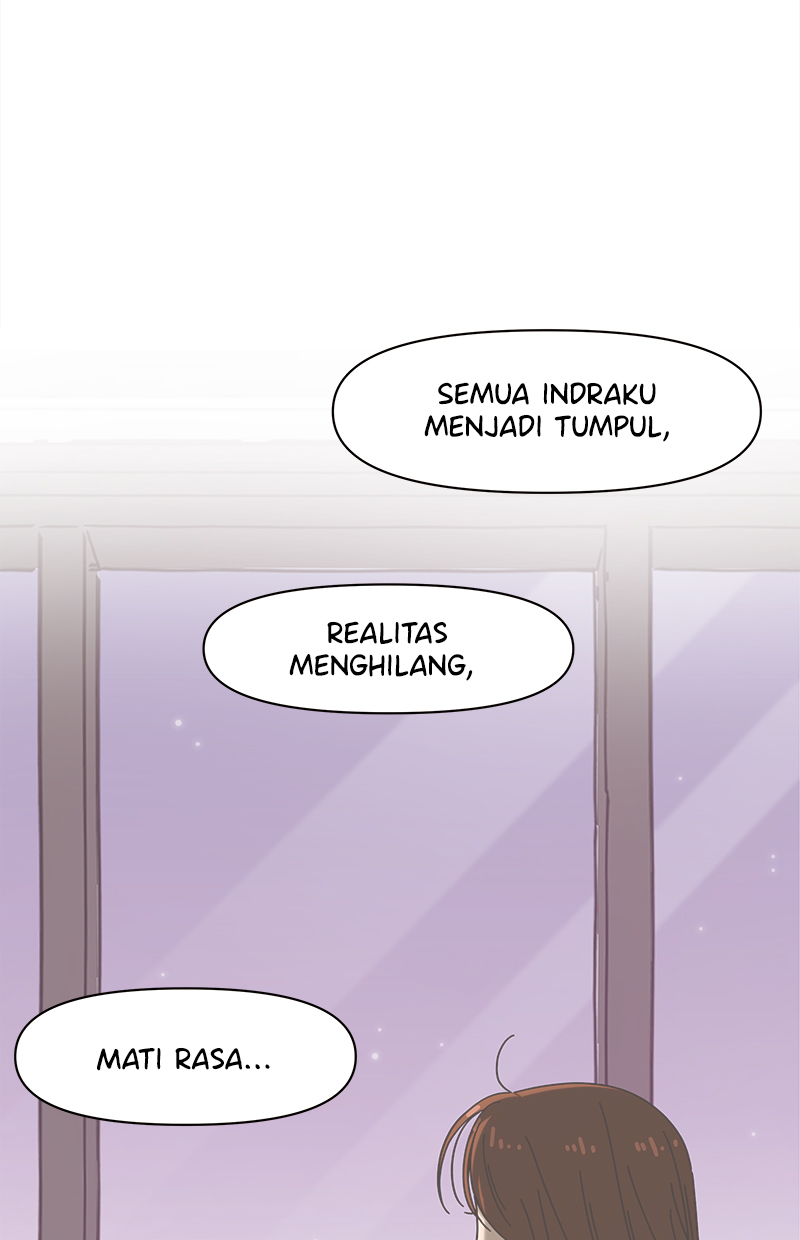 SEMUA INDRAKU
MENJADI TUMPUL,
REALITAS
MENGHILANG,
MATI RASA...